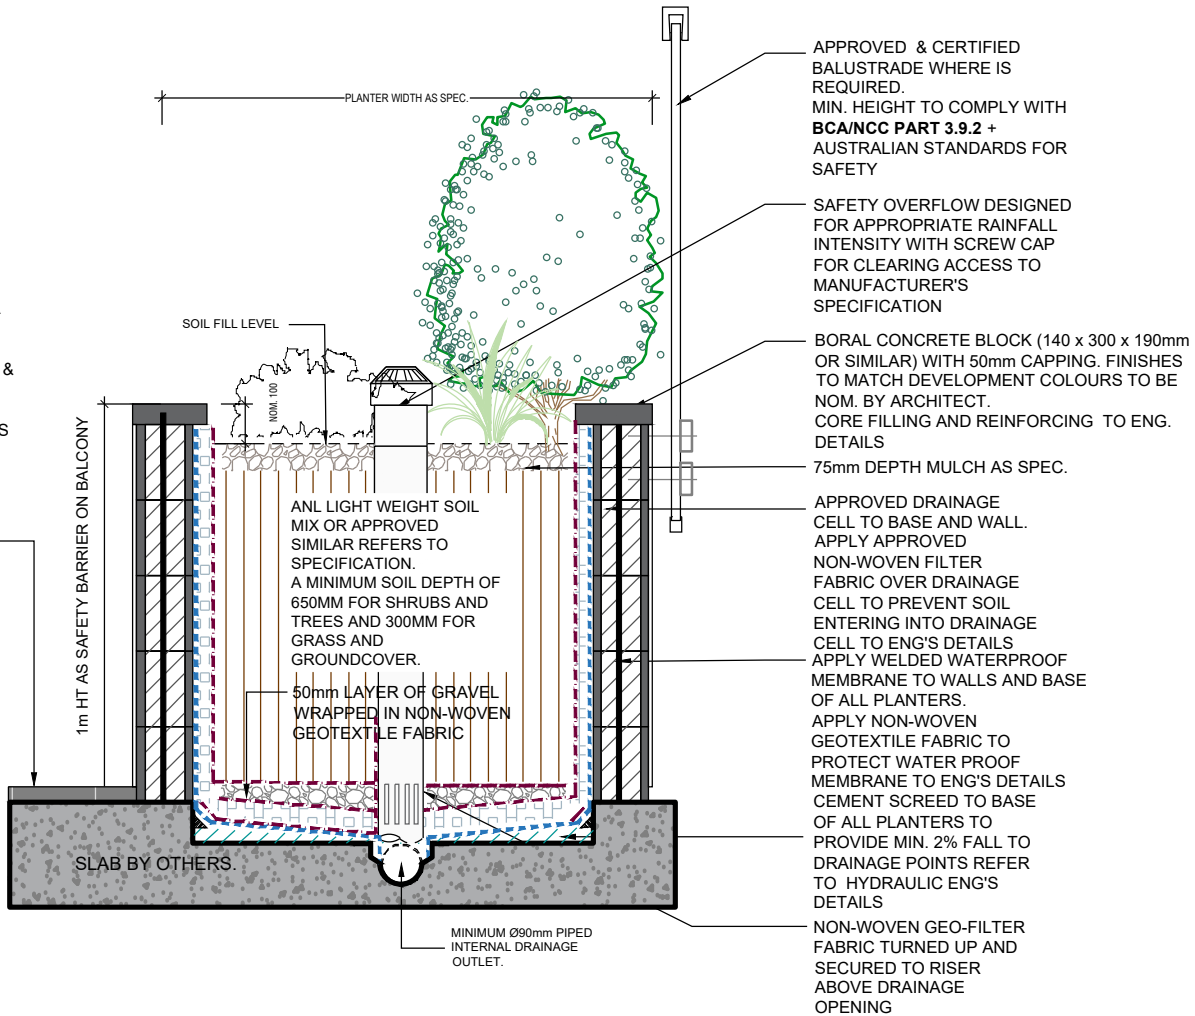 APPROVED & CERTIFIED
BALUSTRADE WHERE IS
REQUIRED.
MIN. HEIGHT TO COMPLY WITH
BCA/NCC PART 3.9.2 +
AUSTRALIAN STANDARDS FOR
SAFETY
PLANTER WIDTH AS SPEC.
SAFETY OVERFLOW DESIGNED
FOR APPROPRIATE RAINFALL
INTENSITY WITH SCREW CAP
FOR CLEARING ACCESS TO
MANUFACTURER'S
SPECIFICATION
SOIL FILL LEVEL
BORAL CONCRETE BLOCK (140 x 300 x 190mm
OR SIMILAR) WITH 50mm CAPPING. FINISHES
TO MATCH DEVELOPMENT COLOURS TO BE
NOM. BY ARCHITECT.
CORE FILLING AND REINFORCING TO ENG.
DETAILS
&
S
NOM. 100
1m HT AS SAFETY BARRIER ON BALCONY
75mm DEPTH MULCH AS SPEC.
ANL LIGHT WEIGHT SOIL
MIX OR APPROVED
SIMILAR REFERS TO
SPECIFICATION.
A MINIMUM SOIL DEPTH OF
650MM FOR SHRUBS AND
TREES AND 300MM FOR
GRASS AND
GROUNDCOVER.
50mm LAYER OF GRAVEL
WRAPPED IN NON-WOVEN
GEOTEXTILE FABRIC
APPROVED DRAINAGE
CELL TO BASE AND WALL.
APPLY APPROVED
NON-WOVEN FILTER
FABRIC OVER DRAINAGE
CELL TO PREVENT SOIL
ENTERING INTO DRAINAGE
CELL TO ENG'S DETAILS
APPLY WELDED WATERPROOF
MEMBRANE TO WALLS AND BASE
OF ALL PLANTERS.
APPLY NON-WOVEN
GEOTEXTILE FABRIC TO
PROTECT WATER PROOF
MEMBRANE TO ENG'S DETAILS
CEMENT SCREED TO BASE
OF ALL PLANTERS TO
PROVIDE MIN. 2% FALL TO
DRAINAGE POINTS REFER
TO HYDRAULIC ENG'S
DETAILS
SLAB BY OTHERS.
MINIMUM Ø90mm PIPED
INTERNAL DRAINAGE
OUTLET.
NON-WOVEN GEO-FILTER
FABRIC TURNED UP AND
SECURED TO RISER
ABOVE DRAINAGE
OPENING